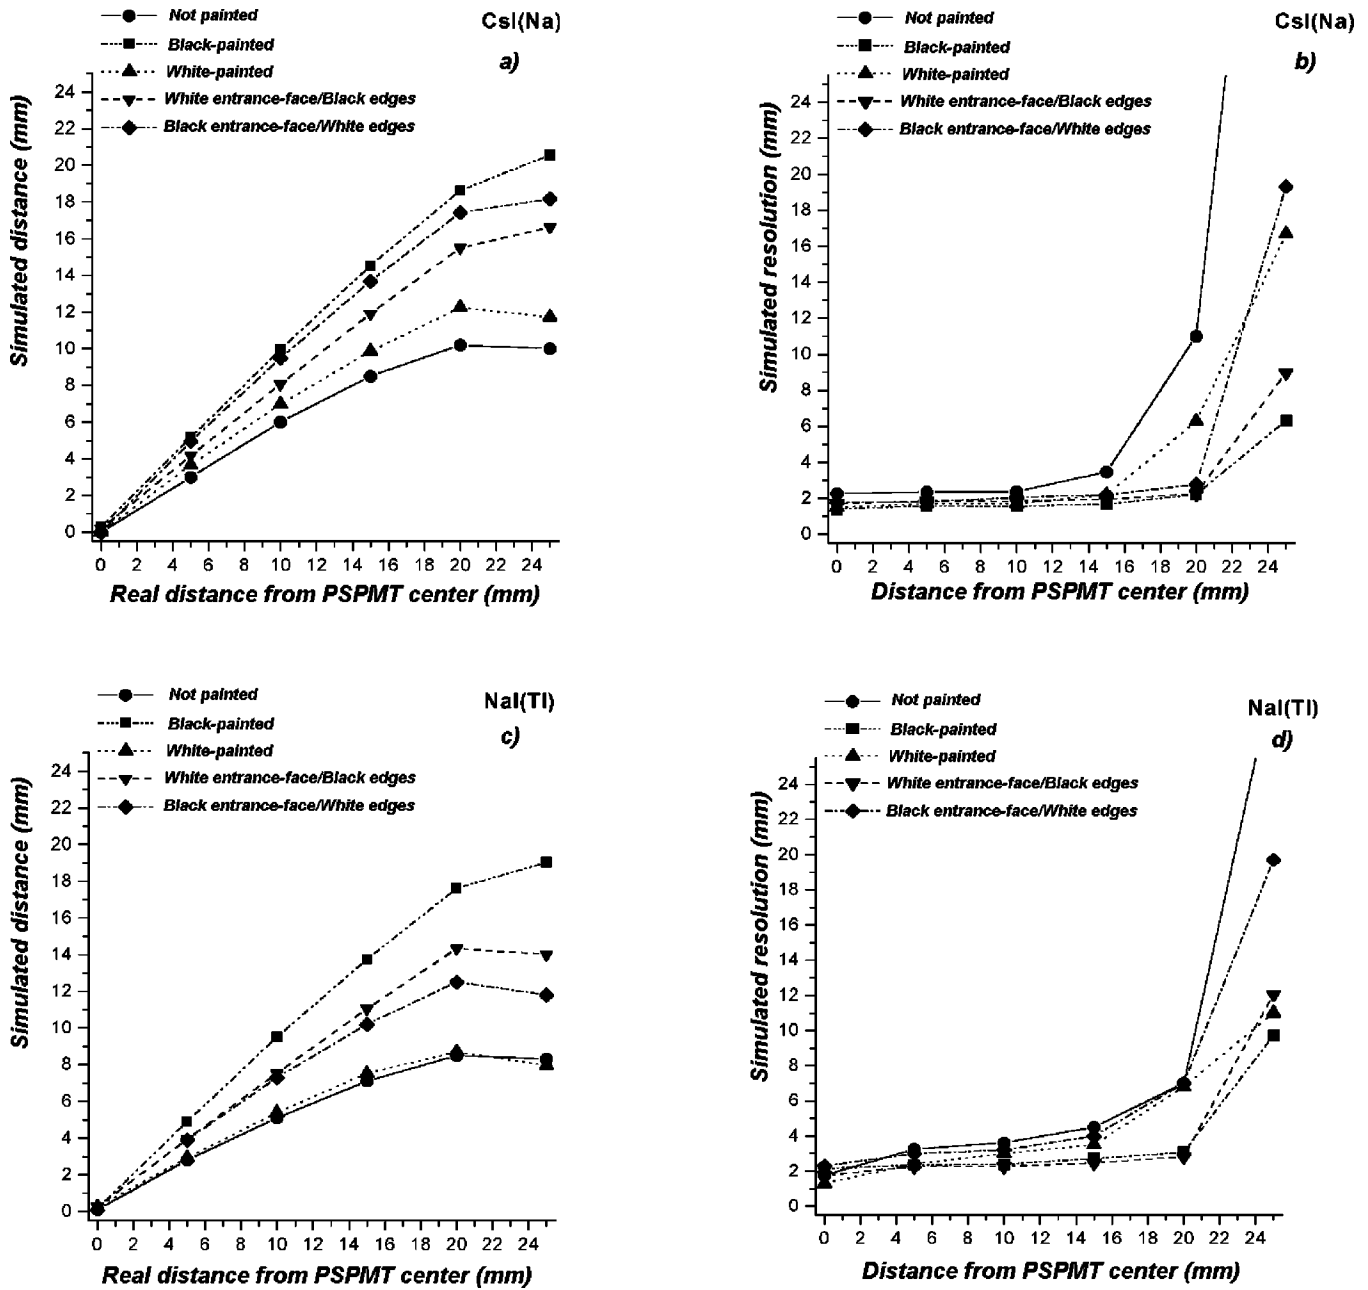 Not painted
CsI(Na)
Black-painted
a)
White-painted
White entrance-face/Black edges
Black entrance-face/White edges
24
22
20
18
16
14
12
10
8
6
4
2
0
Simulated distance (mm)
0 2 4 6 8 10 12 14 16 18 20 22 24
Real distance from PSPMT center (mm)
Not painted
CsI(Na)
Black-painted
b)
White-painted
White entrance-face/Black edges
Black entrance-face/White edges
24
22
20
18
16
14
12
10
8
6
4
2
0
Simulated resolution (mm)
0 2 4 6 8 10 12 14 16 18 20 22 24
Distance from PSPMT center (mm)
Not painted
NaI(Tl)
Black-painted
c)
White-painted
White entrance-face/Black edges
Black entrance-face/White edges
24
22
20
18
16
14
12
10
8
6
4
2
0
Simulated distance (mm)
0 2 4 6 8 10 12 14 16 18 20 22 24
Real distance from PSPMT center (mm)
Not painted
NaI(Tl)
Black-painted
d)
White-painted
White entrance-face/Black edges
Black entrance-face/White edges
24
22
20
18
16
14
12
10
8
6
4
2
0
Simulated resolution (mm)
0 2 4 6 8 10 12 14 16 18 20 22 24
Distance from PSPMT center (mm)